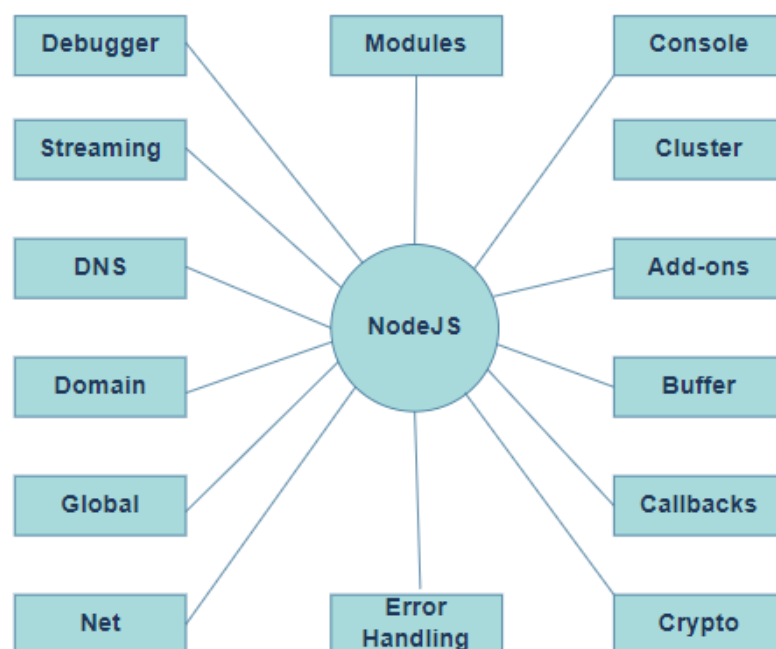 Debugger
Modules
Console
Streaming
Cluster
DNS
Add-ons
NodeJS
Domain
Buffer
Global
Callbacks
Net
Error
Handling
Crypto